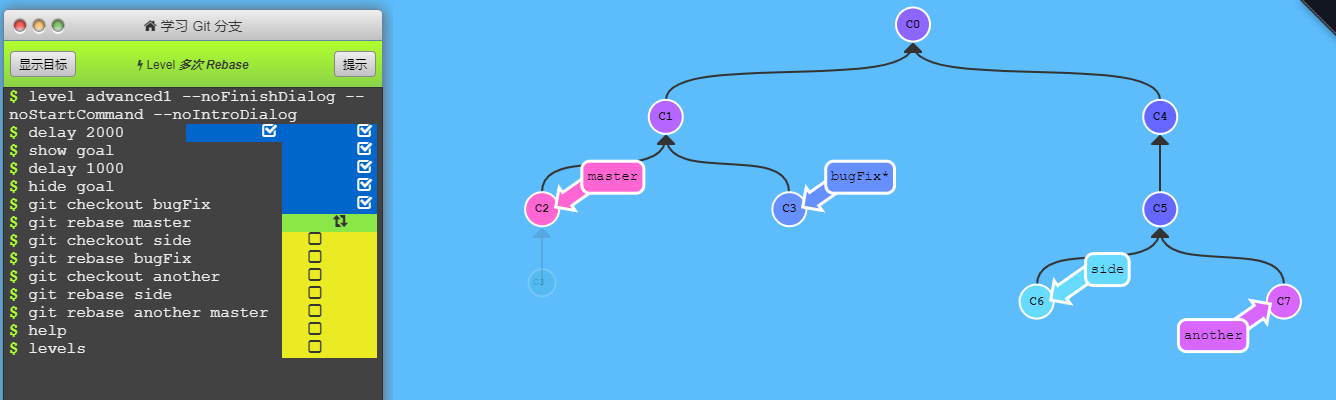 学习 Git 分支
显示目标
Level 多次 Rebase
提示
$ level advanced1 --noFinishDialog --
noStartCommand --noIntroDialog
$ delay 2000
$ show goal
$ delay 1000
$ hide goal
$ git checkout bugFix
$ git rebase master
$ git checkout side
$ git rebase bugFix
$ git checkout another
$ git rebase side
$ git rebase another master
$ help
$ levels
C0
C1
C4
master
bugFix*
C2
C3
C5
side
C3
C6
C7
another